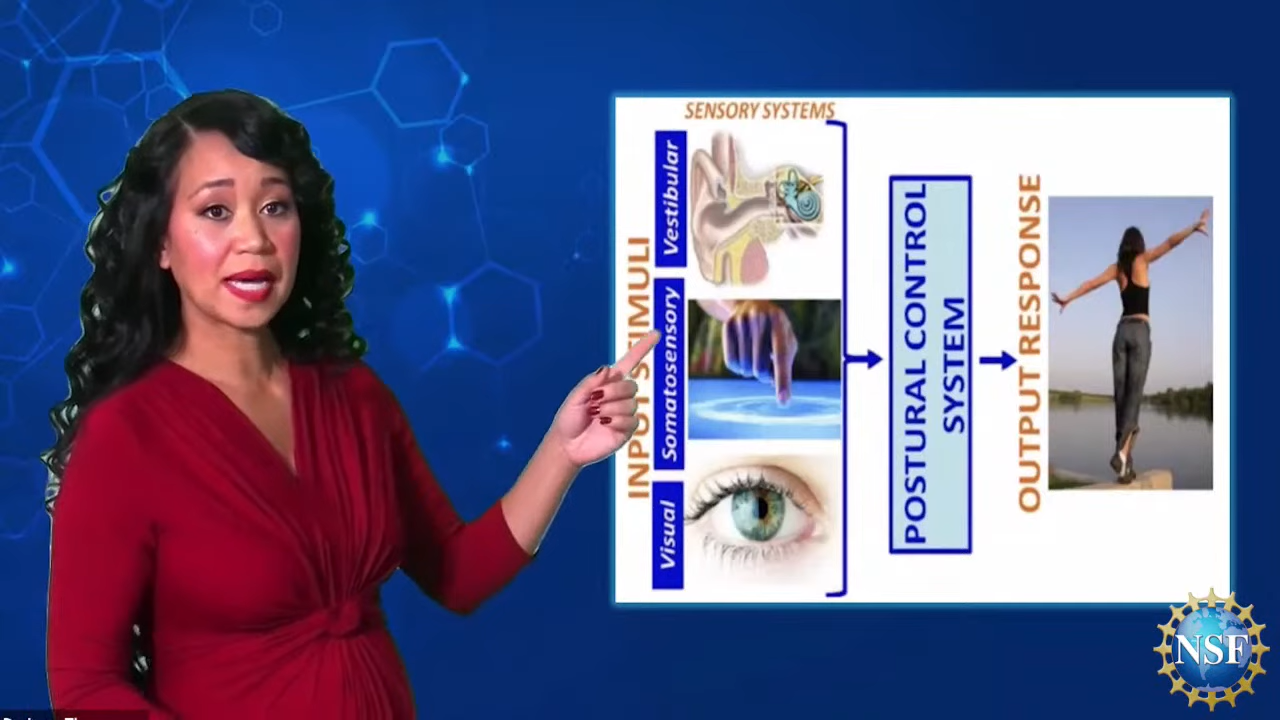 SENSORY SYSTEMS
INPUT STIMULI
Vestibular
Somatosensory
Visual
POSTURAL CONTROL
SYSTEM
OUTPUT RESPONSE
NSF